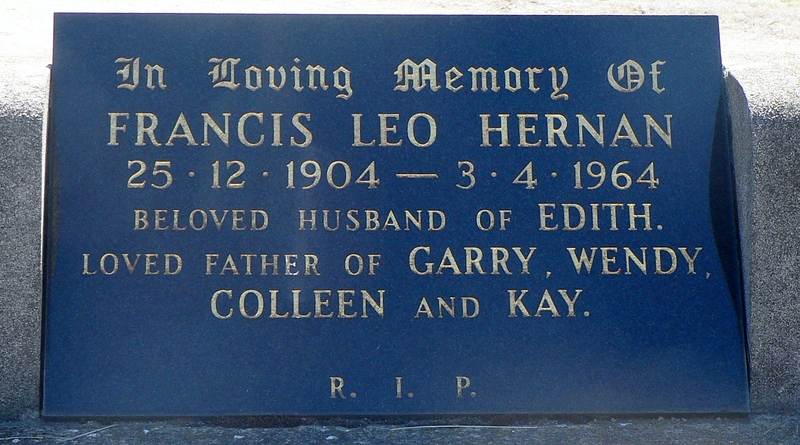 In Loving Memory Of
FRANCIS LEO HERNAN
25·12·1904 — 3·4·1964
BELOVED HUSBAND OF EDITH.
LOVED FATHER OF GARRY, WENDY,
COLLEEN AND KAY.
R. I. P.